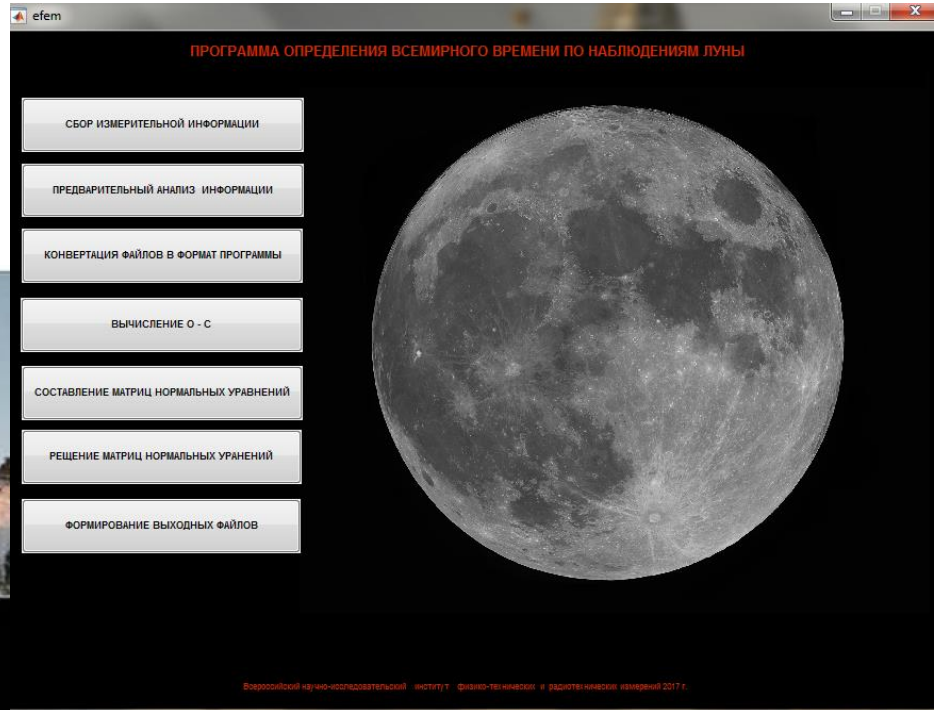 efem
ПРОГРАММА ОПРЕДЕЛЕНИЯ ВСЕМИРНОГО ВРЕМЕНИ ПО НАБЛЮДЕНИЯМ ЛУНЫ
СБОР ИЗМЕРИТЕЛЬНОЙ ИНФОРМАЦИИ
ПРЕДВАРИТЕЛЬНЫЙ АНАЛИЗ ИНФОРМАЦИИ
КОНВЕРТАЦИЯ ФАЙЛОВ В ФОРМАТ ПРОГРАММЫ
ВЫЧИСЛЕНИЕ О - С
СОСТАВЛЕНИЕ МАТРИЦ НОРМАЛЬНЫХ УРАВНЕНИЙ
РЕЩЕНИЕ МАТРИЦ НОРМАЛЬНЫХ УРАНЕНИЙ
ФОРМИРОВАНИЕ ВЫХОДНЫХ ФАЙЛОВ
Всероссийский научно-исследовательский институт физико-технических и радиотехнических измерений 2017 г.